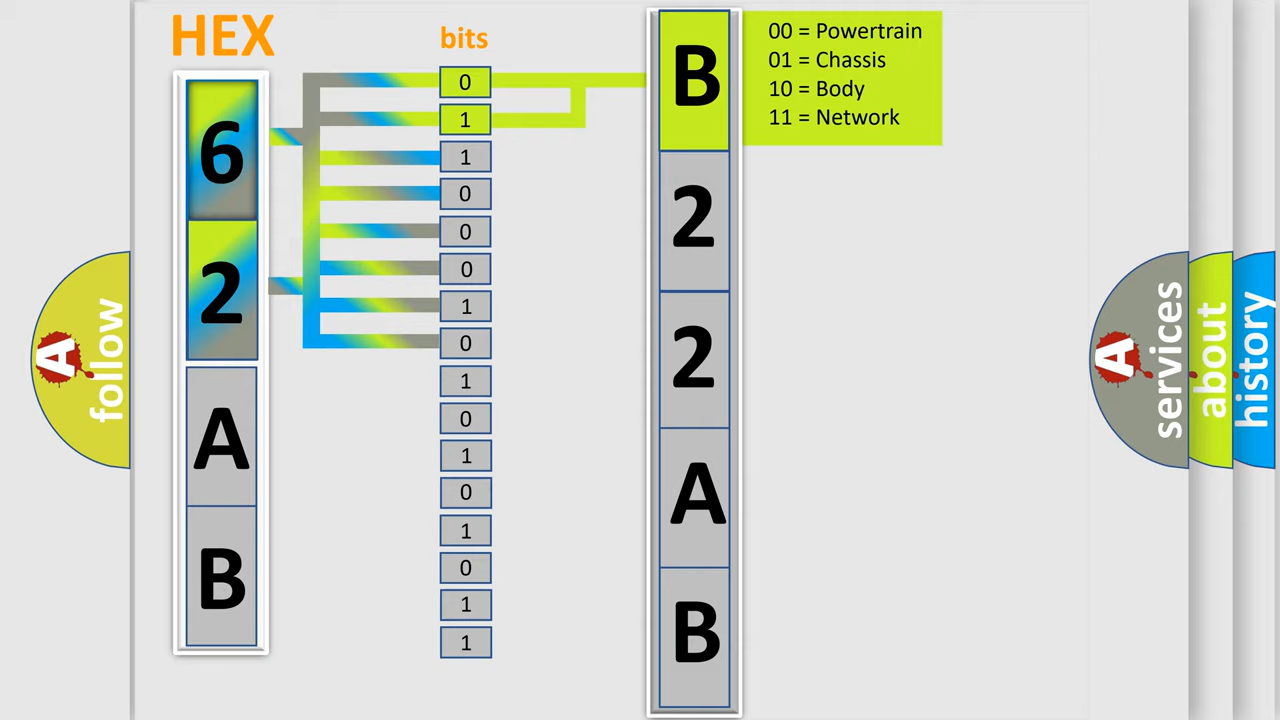 HEX
bits
6
2
A
B
0
1
1
0
0
0
1
0
1
0
1
0
1
0
1
1
B
2
2
A
B
00 = Powertrain
01 = Chassis
10 = Body
11 = Network
A
follow
A
services
about
history